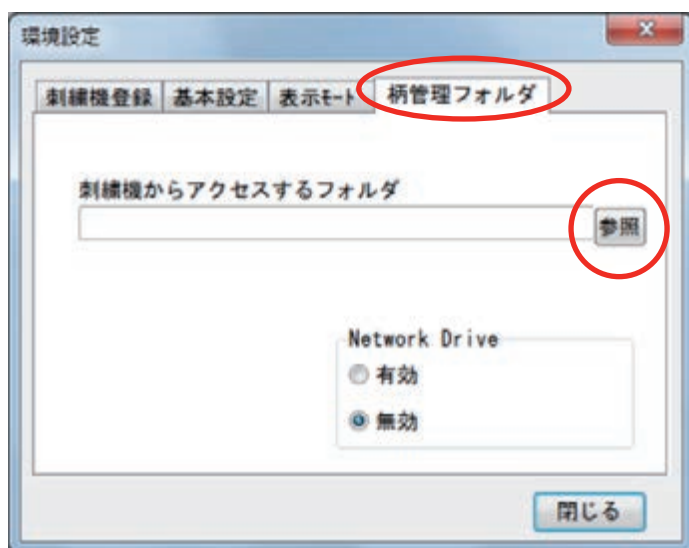 環境設定
刺繍機登録 基本設定 表示モード 柄管理フォルダ
刺繍機からアクセスするフォルダ
参照
Network Drive
有効
無効
閉じる